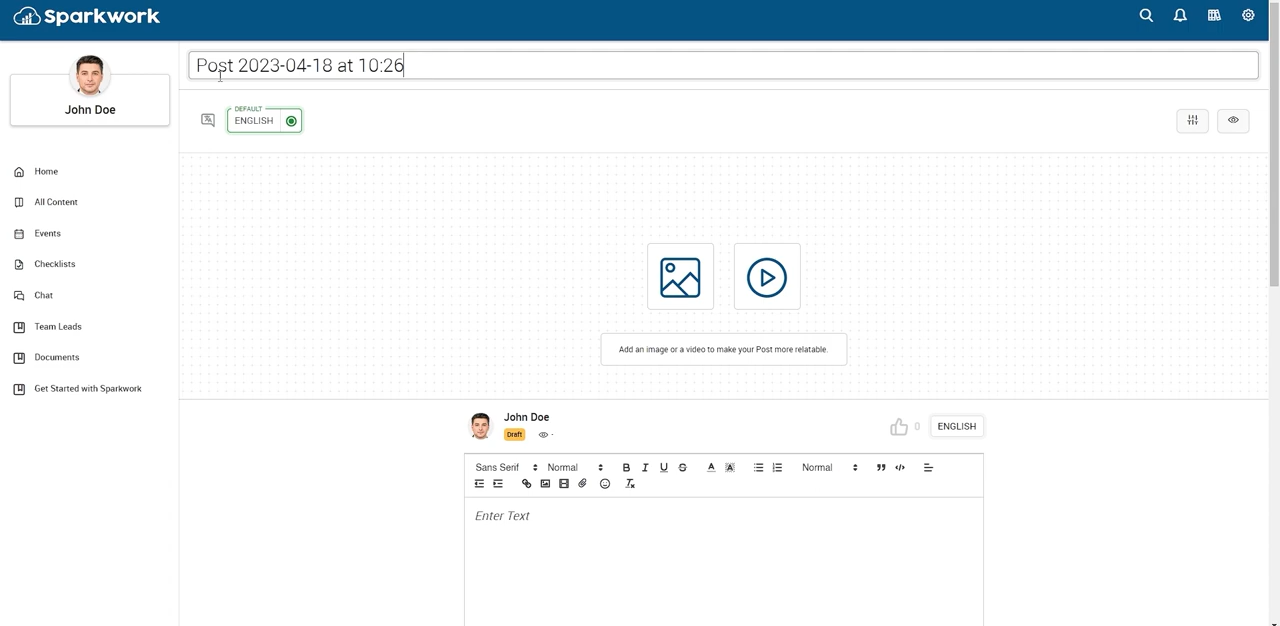 Sparkwork
John Doe
Home
All Content
Events
Checklists
Chat
Team Leads
Documents
Get Started with Sparkwork
Post 2023-04-18 at 10:26
DEFAULT
ENGLISH
Add an image or a video to make your Post more relatable.
John Doe
Draft
-
0
ENGLISH
Sans Serif Normal B I U S A A Normal
Enter Text